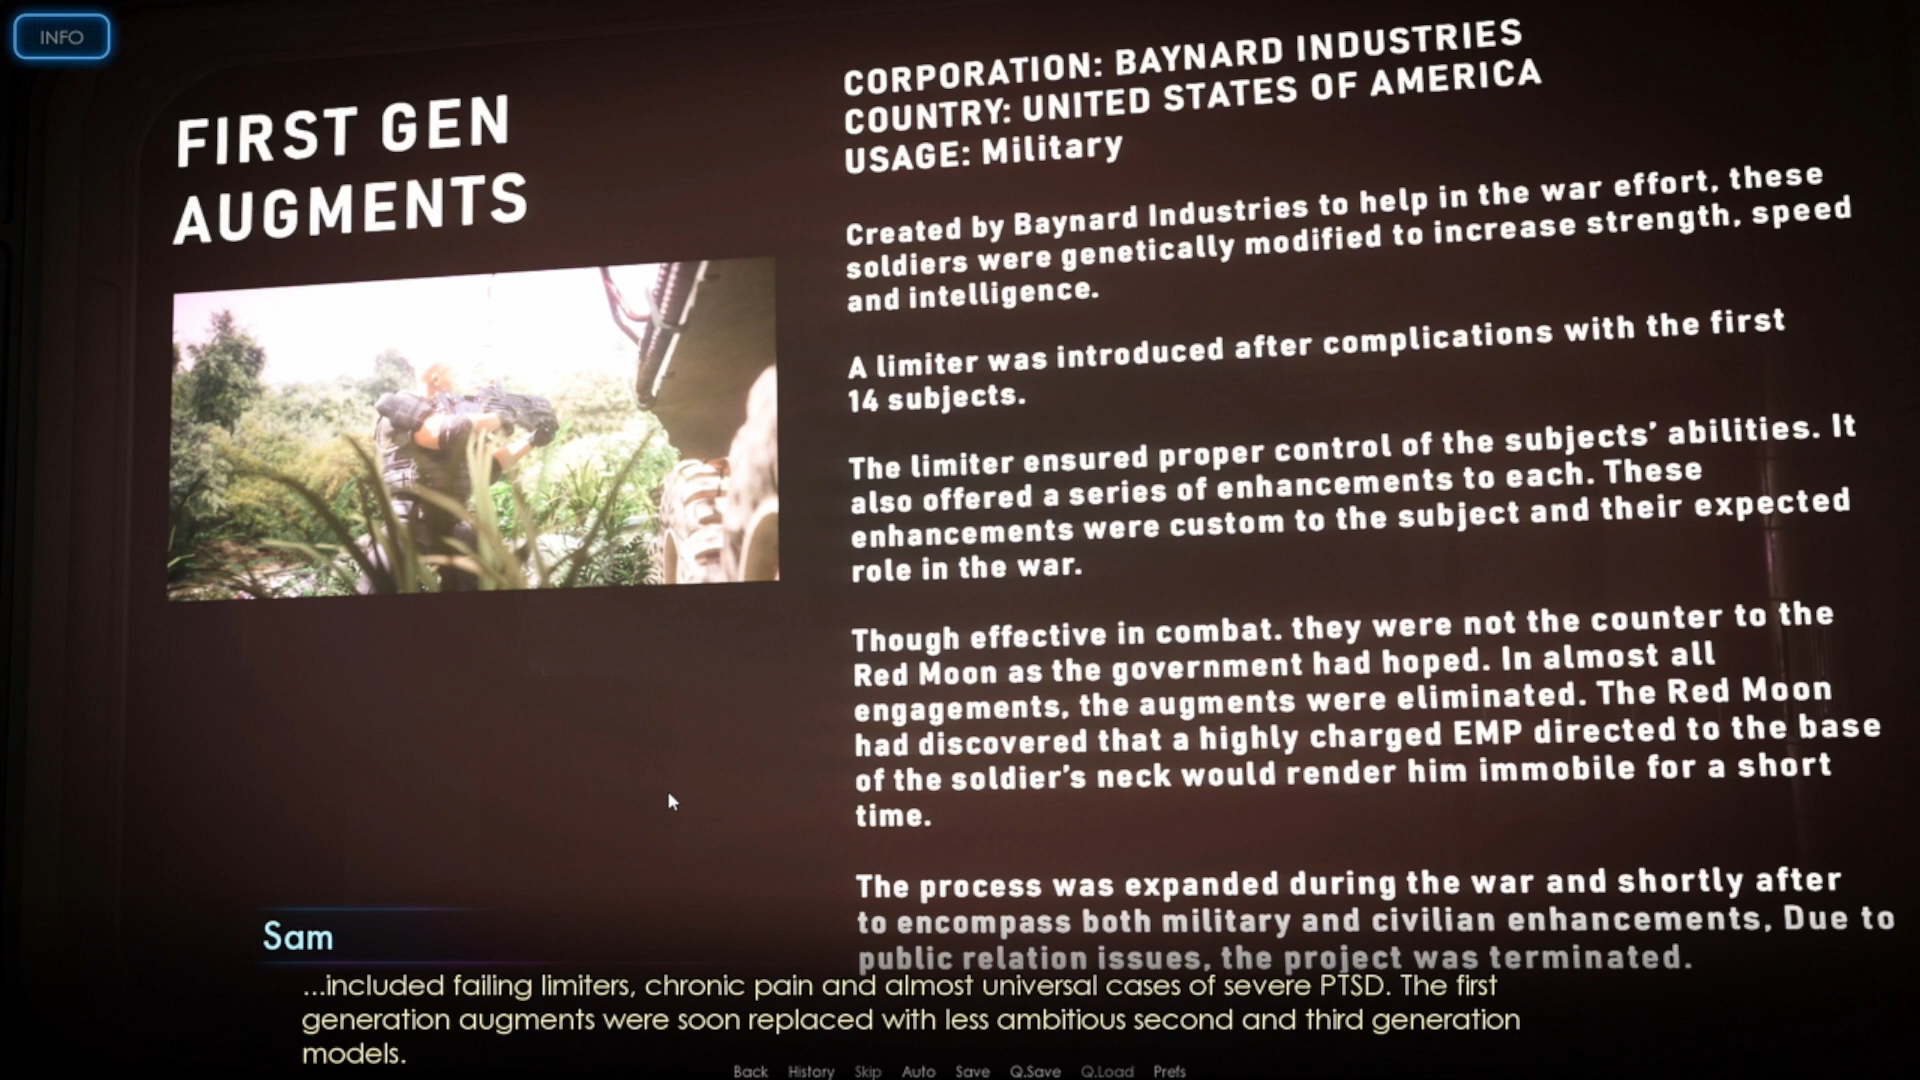 INFO
FIRST GEN
AUGMENTS
CORPORATION: BAYNARD INDUSTRIES
COUNTRY: UNITED STATES OF AMERICA
USAGE: Military
Created by Baynard Industries to help in the war effort, these
soldiers were genetically modified to increase strength, speed
and intelligence.
A limiter was introduced after complications with the first
14 subjects.
The limiter ensured proper control of the subjects’ abilities. It
also offered a series of enhancements to each. These
enhancements were custom to the subject and their expected
role in the war.
Though effective in combat. they were not the counter to the
Red Moon as the government had hoped. In almost all
engagements, the augments were eliminated. The Red Moon
had discovered that a highly charged EMP directed to the base
of the soldier’s neck would render him immobile for a short
time.
The process was expanded during the war and shortly after
to encompass both military and civilian enhancements, Due to
public relation issues, the project was terminated.
Sam
...included failing limiters, chronic pain and almost universal cases of severe PTSD. The first
generation augments were soon replaced with less ambitious second and third generation
models.
Back History Skip Auto Save Q.Save Q.Load Prefs